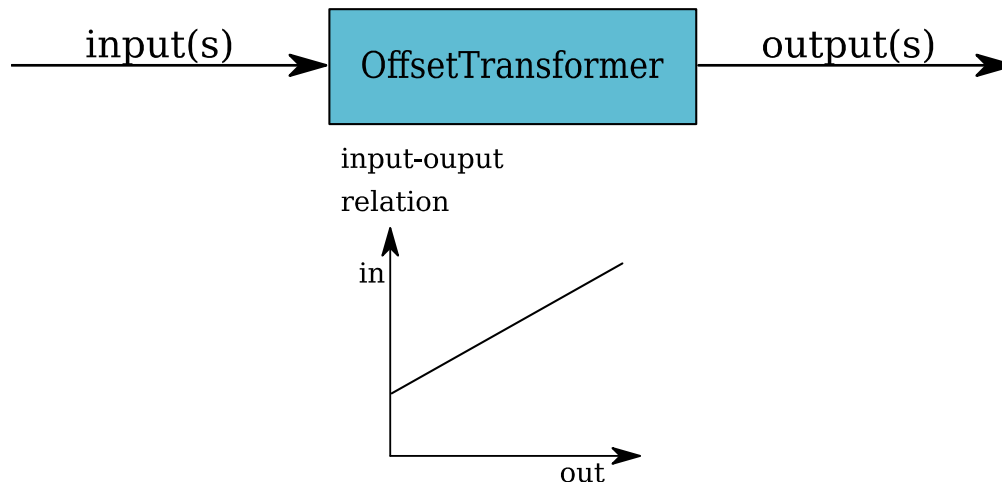 input(s)
OffsetTransformer
output(s)
input-ouput
relation
in
out